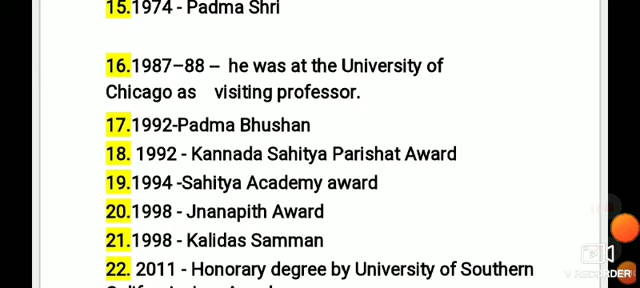 15.1974 - Padma Shri
16.1987–88 – he was at the University of
Chicago as visiting professor.
17.1992-Padma Bhushan
18. 1992 - Kannada Sahitya Parishat Award
19.1994 -Sahitya Academy award
20.1998 - Jnanapith Award
21.1998 - Kalidas Samman
22. 2011 - Honorary degree by University of Southern
V RECORDER